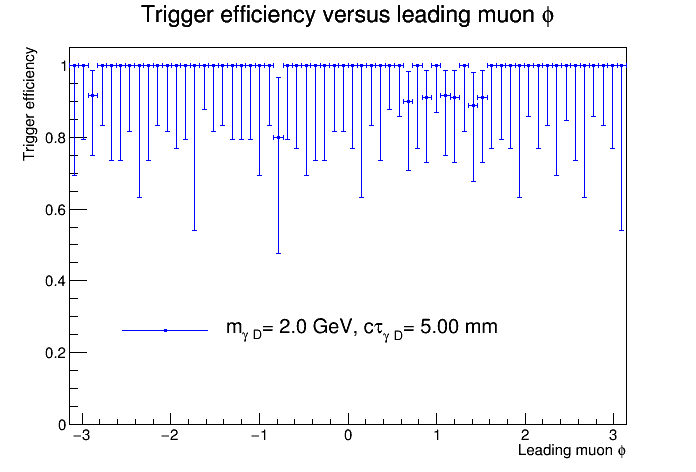 Trigger efficiency versus leading muon ϕ
Trigger efficiency
1
0.8
0.6
0.4
0.2
0
mγ D= 2.0 GeV, cτγ D= 5.00 mm
−3 −2 −1 0 1 2 3
Leading muon ϕ